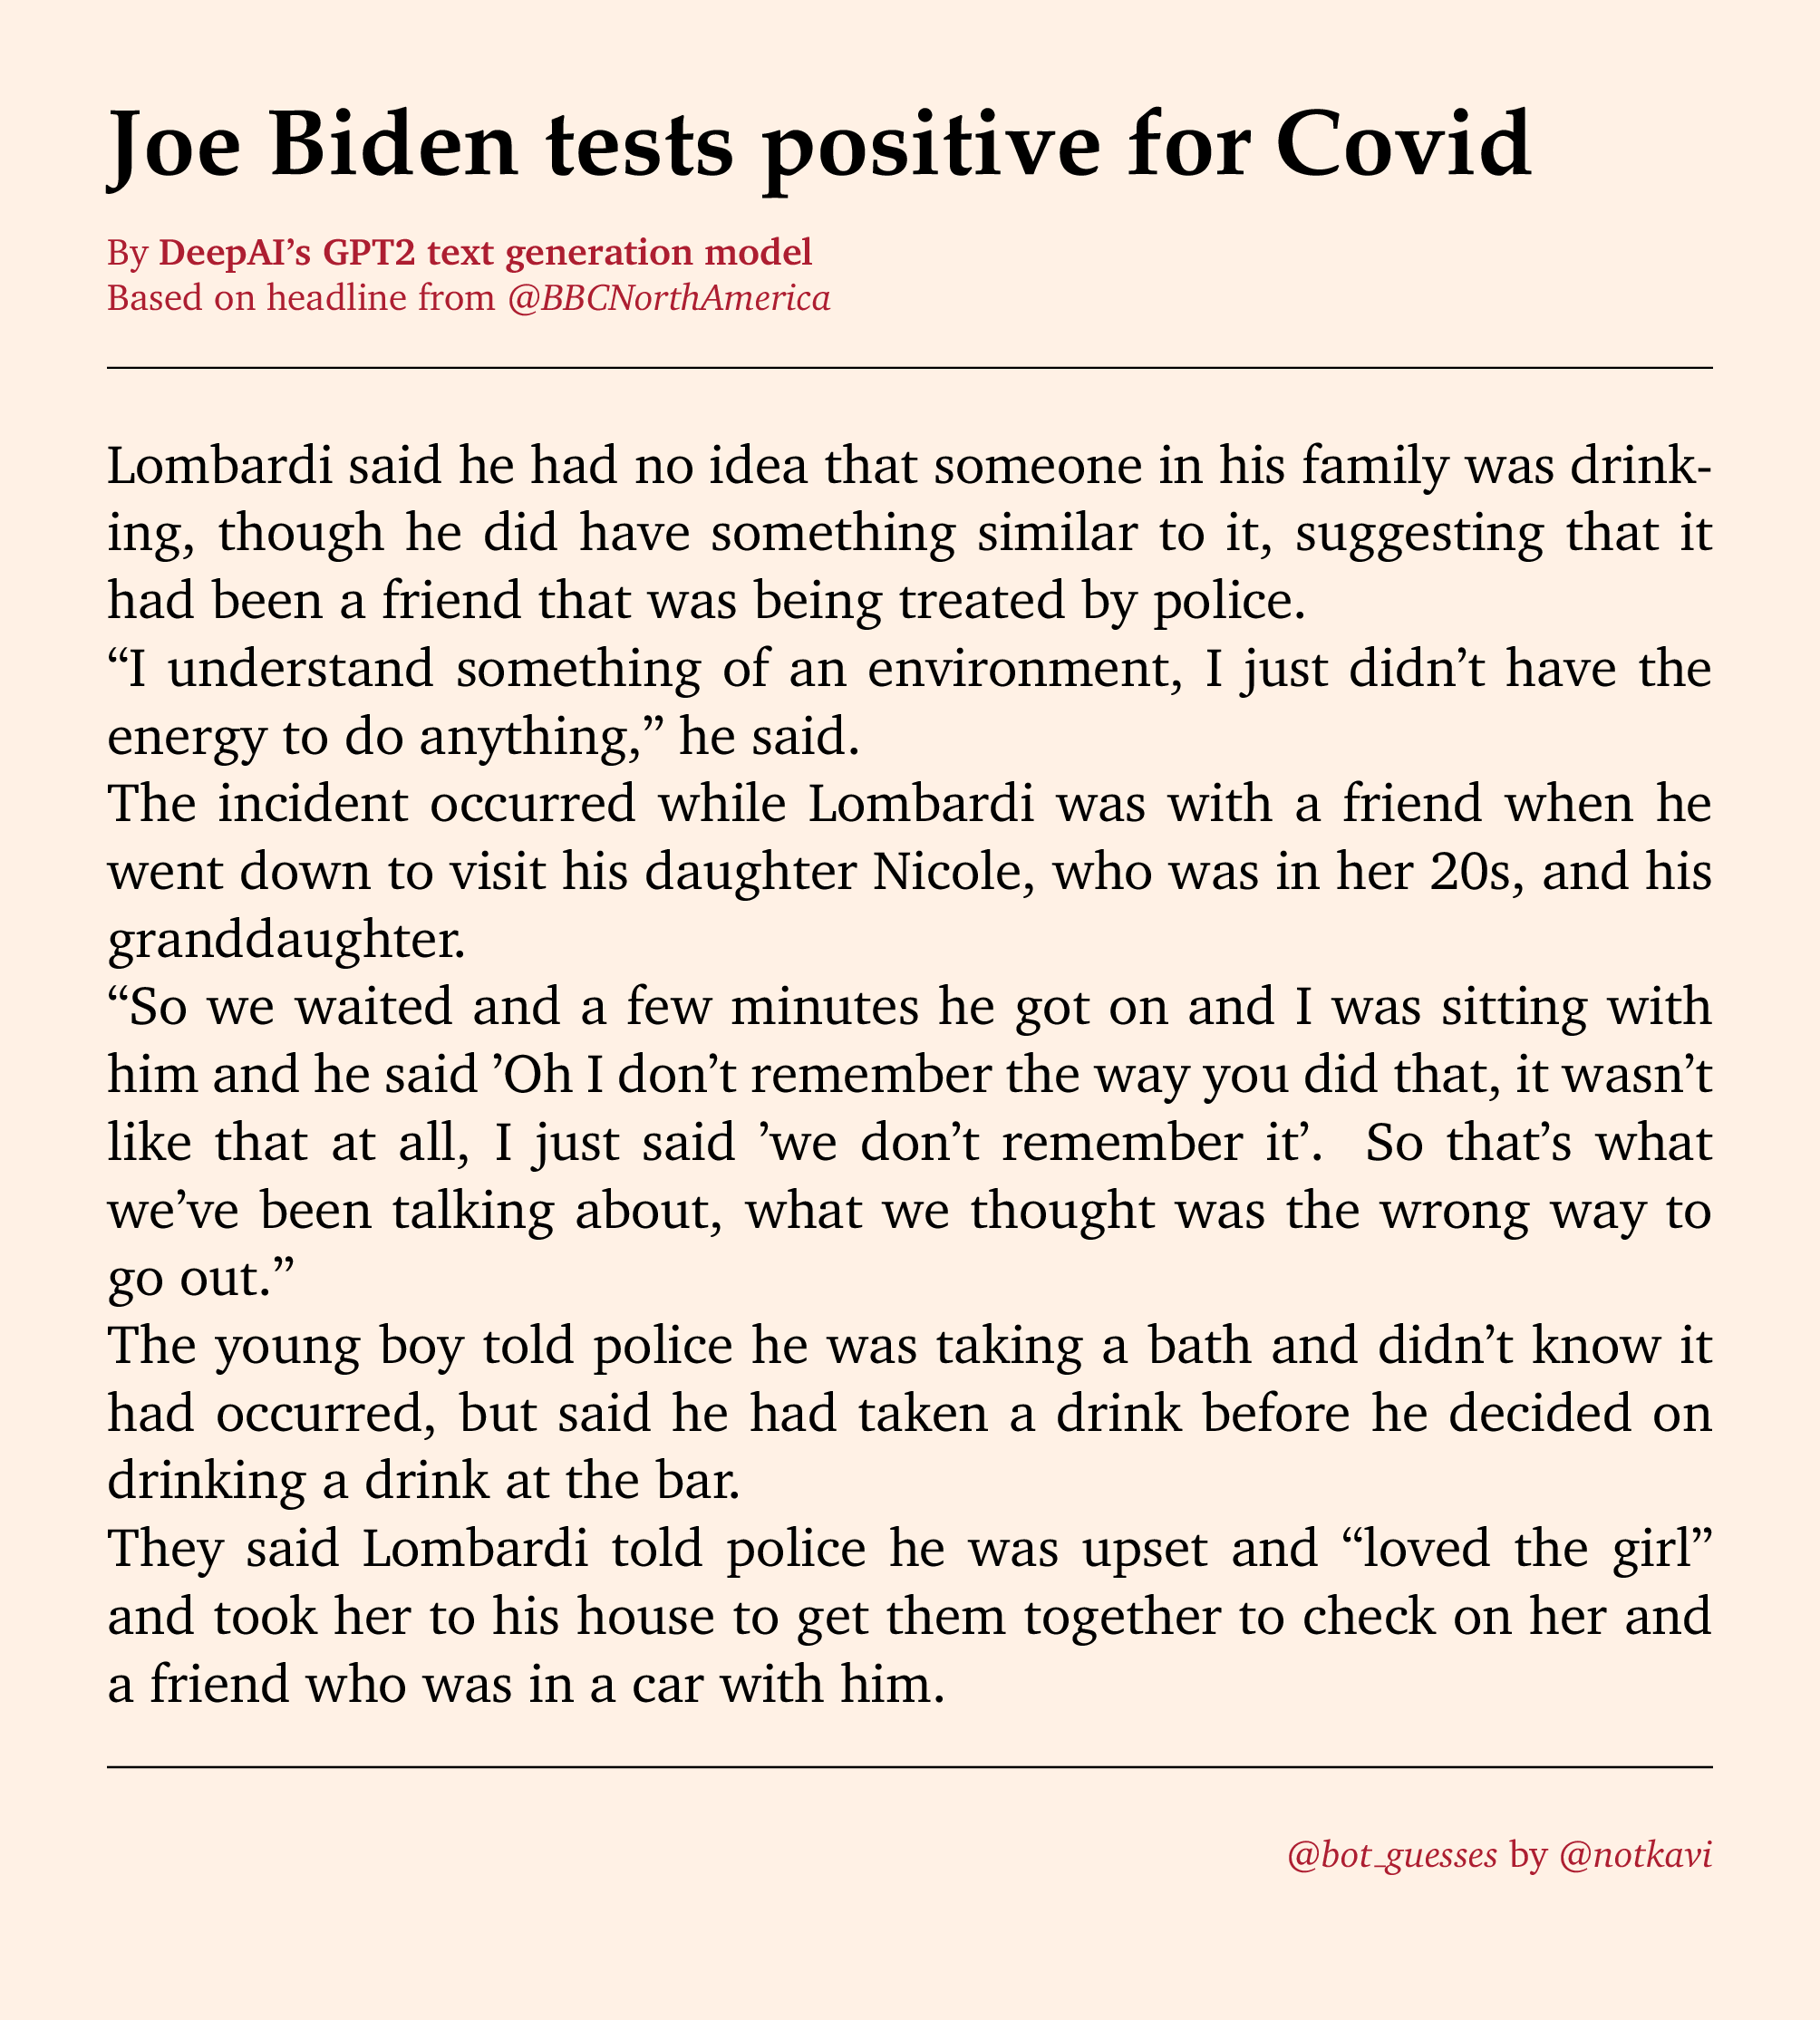 Joe Biden tests positive for Covid
By DeepAI’s GPT2 text generation model
Based on headline from @BBCNorthAmerica
Lombardi said he had no idea that someone in his family was drink-
ing, though he did have something similar to it, suggesting that it
had been a friend that was being treated by police.
“I understand something of an environment, I just didn’t have the
energy to do anything,” he said.
The incident occurred while Lombardi was with a friend when he
went down to visit his daughter Nicole, who was in her 20s, and his
granddaughter.
“So we waited and a few minutes he got on and I was sitting with
him and he said ’Oh I don’t remember the way you did that, it wasn’t
like that at all, I just said ’we don’t remember it’. So that’s what
we’ve been talking about, what we thought was the wrong way to
go out.”
The young boy told police he was taking a bath and didn’t know it
had occurred, but said he had taken a drink before he decided on
drinking a drink at the bar.
They said Lombardi told police he was upset and “loved the girl”
and took her to his house to get them together to check on her and
a friend who was in a car with him.
@bot_guesses by @notkavi